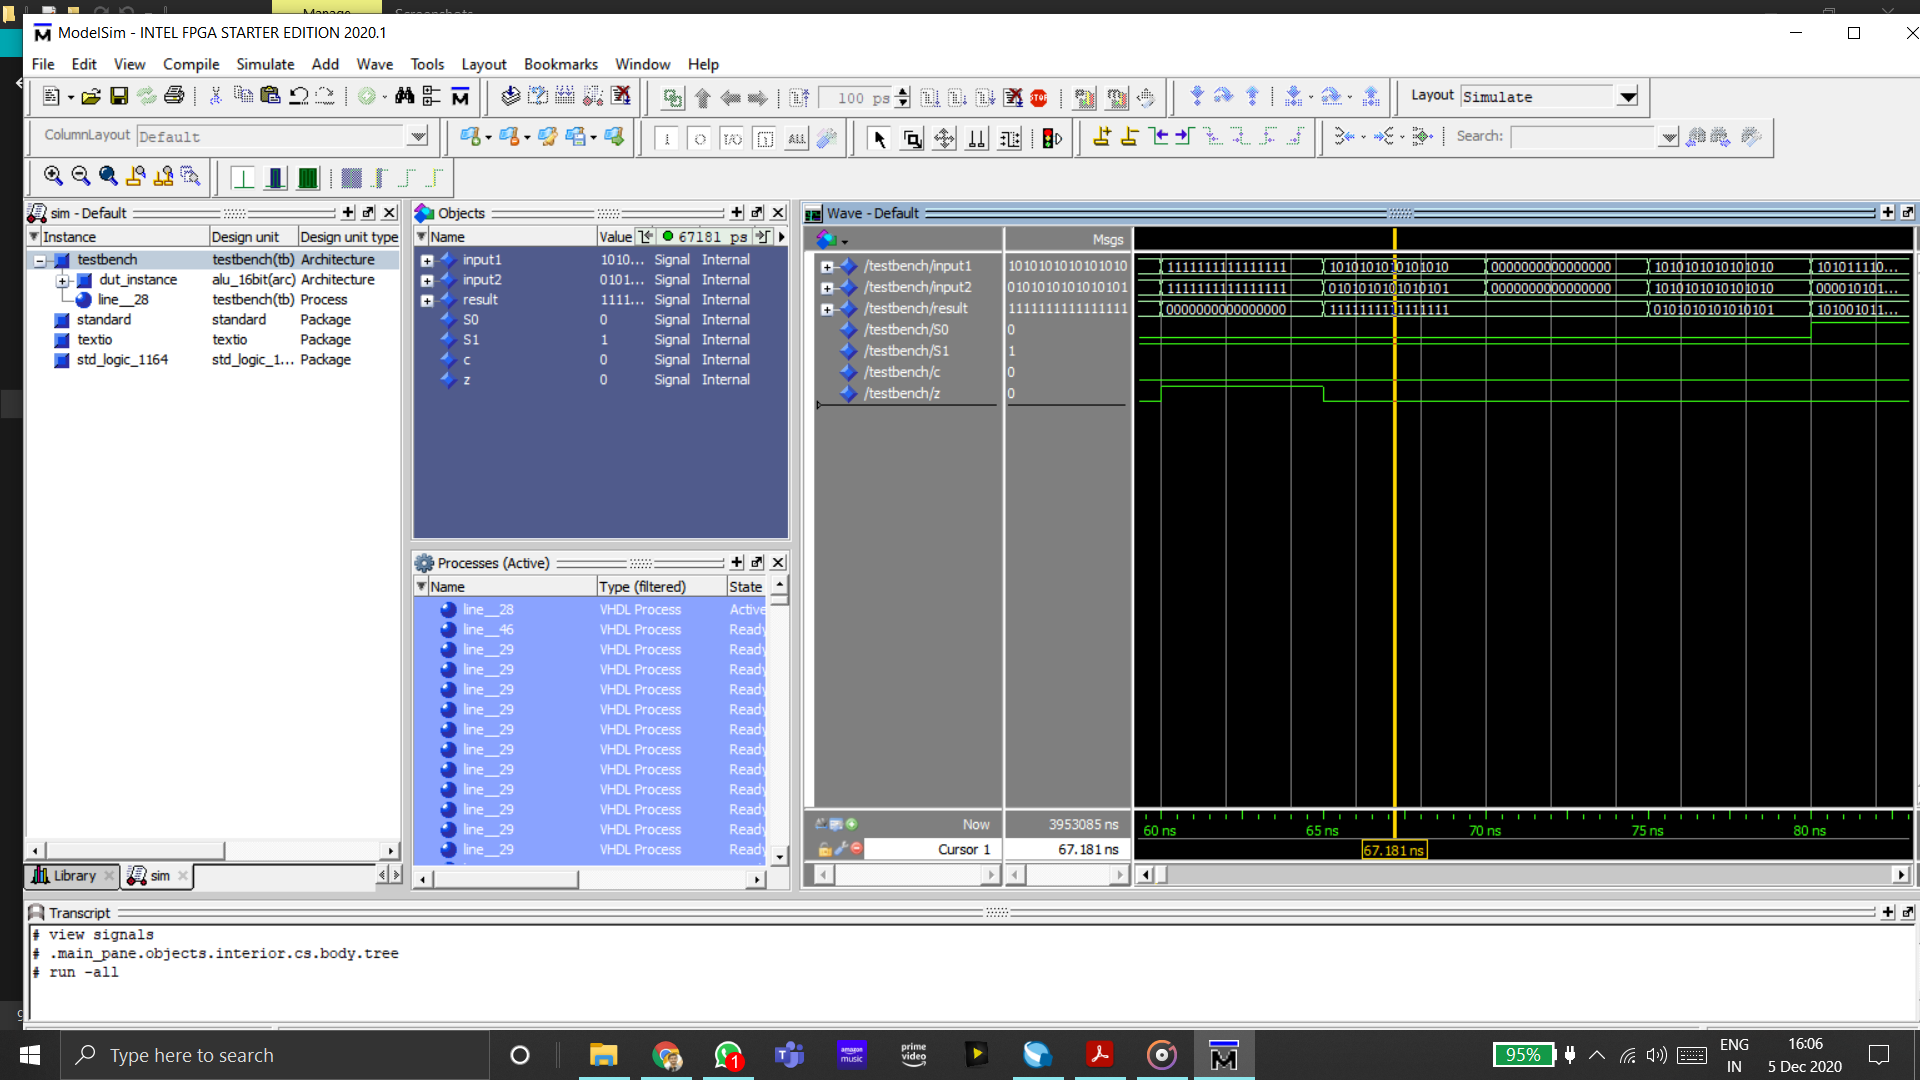 Manage
Screenshots
ModelSim - INTEL FPGA STARTER EDITION 2020.1
File Edit View Compile Simulate Add Wave Tools Layout Bookmarks Window Help
100 ps
STOP
Layout Simulate
ColumnLayout Default
I/O
ALL
Search:
sim - Default
Instance Design unit Design unit type
testbench testbench(tb) Architecture
dut_instance alu_16bit(arc) Architecture
line__28 testbench(tb) Process
standard standard Package
textio textio Package
std_logic_1164 std_logic_1... Package
Library sim
Objects
Name Value 67181 ps
input1 1010... Signal Internal
input2 0101... Signal Internal
result 1111... Signal Internal
S0 0 Signal Internal
S1 1 Signal Internal
c 0 Signal Internal
z 0 Signal Internal
Processes (Active)
Name Type (filtered) State
line__28 VHDL Process Active
line__46 VHDL Process Ready
line__29 VHDL Process Ready
line__29 VHDL Process Ready
line__29 VHDL Process Ready
line__29 VHDL Process Ready
line__29 VHDL Process Ready
line__29 VHDL Process Ready
line__29 VHDL Process Ready
line__29 VHDL Process Ready
line__29 VHDL Process Ready
line__29 VHDL Process Ready
line__29 VHDL Process Ready
Wave - Default
Msgs
/testbench/input1 1010101010101010 1111111111111111 1010101010101010 0000000000000000 1010101010101010 101011110...
/testbench/input2 0101010101010101 1111111111111111 0101010101010101 0000000000000000 1010101010101010 000010101...
/testbench/result 1111111111111111 0000000000000000 1111111111111111 0101010101010101 101001011...
/testbench/S0 0
/testbench/S1 1
/testbench/c 0
/testbench/z 0
Now 3953085 ns 60 ns 65 ns 70 ns 75 ns 80 ns
Cursor 1 67.181 ns 67.181 ns
Transcript
# view signals
# .main_pane.objects.interior.cs.body.tree
# run -all
Type here to search
1
amazon music
prime video
95%
ENG
IN
16:06
5 Dec 2020